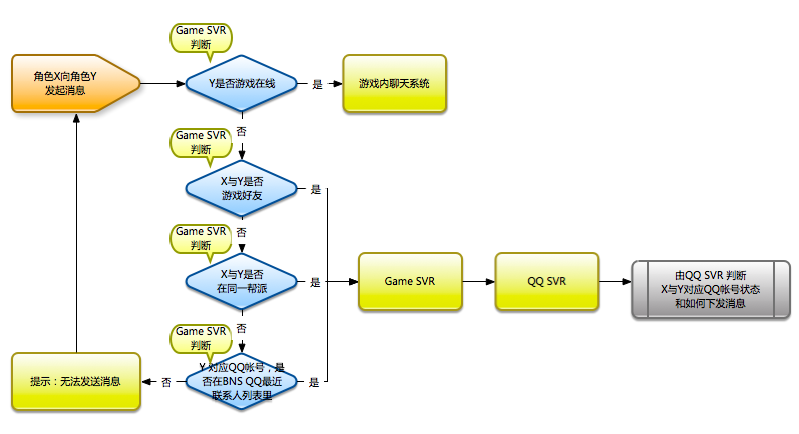 Game SVR
判断
角色X向角色Y
发起消息
Y是否游戏在线
是
游戏内聊天系统
否
Game SVR
判断
X与Y是否
游戏好友
是
否
Game SVR
判断
X与Y是否
在同一帮派
是
Game SVR
QQ SVR
由QQ SVR 判断
X与Y对应QQ帐号状态
和如何下发消息
否
Game SVR
判断
Y 对应QQ帐号，是
否在BNS QQ最近
联系人列表里
是
否
提示：无法发送消息